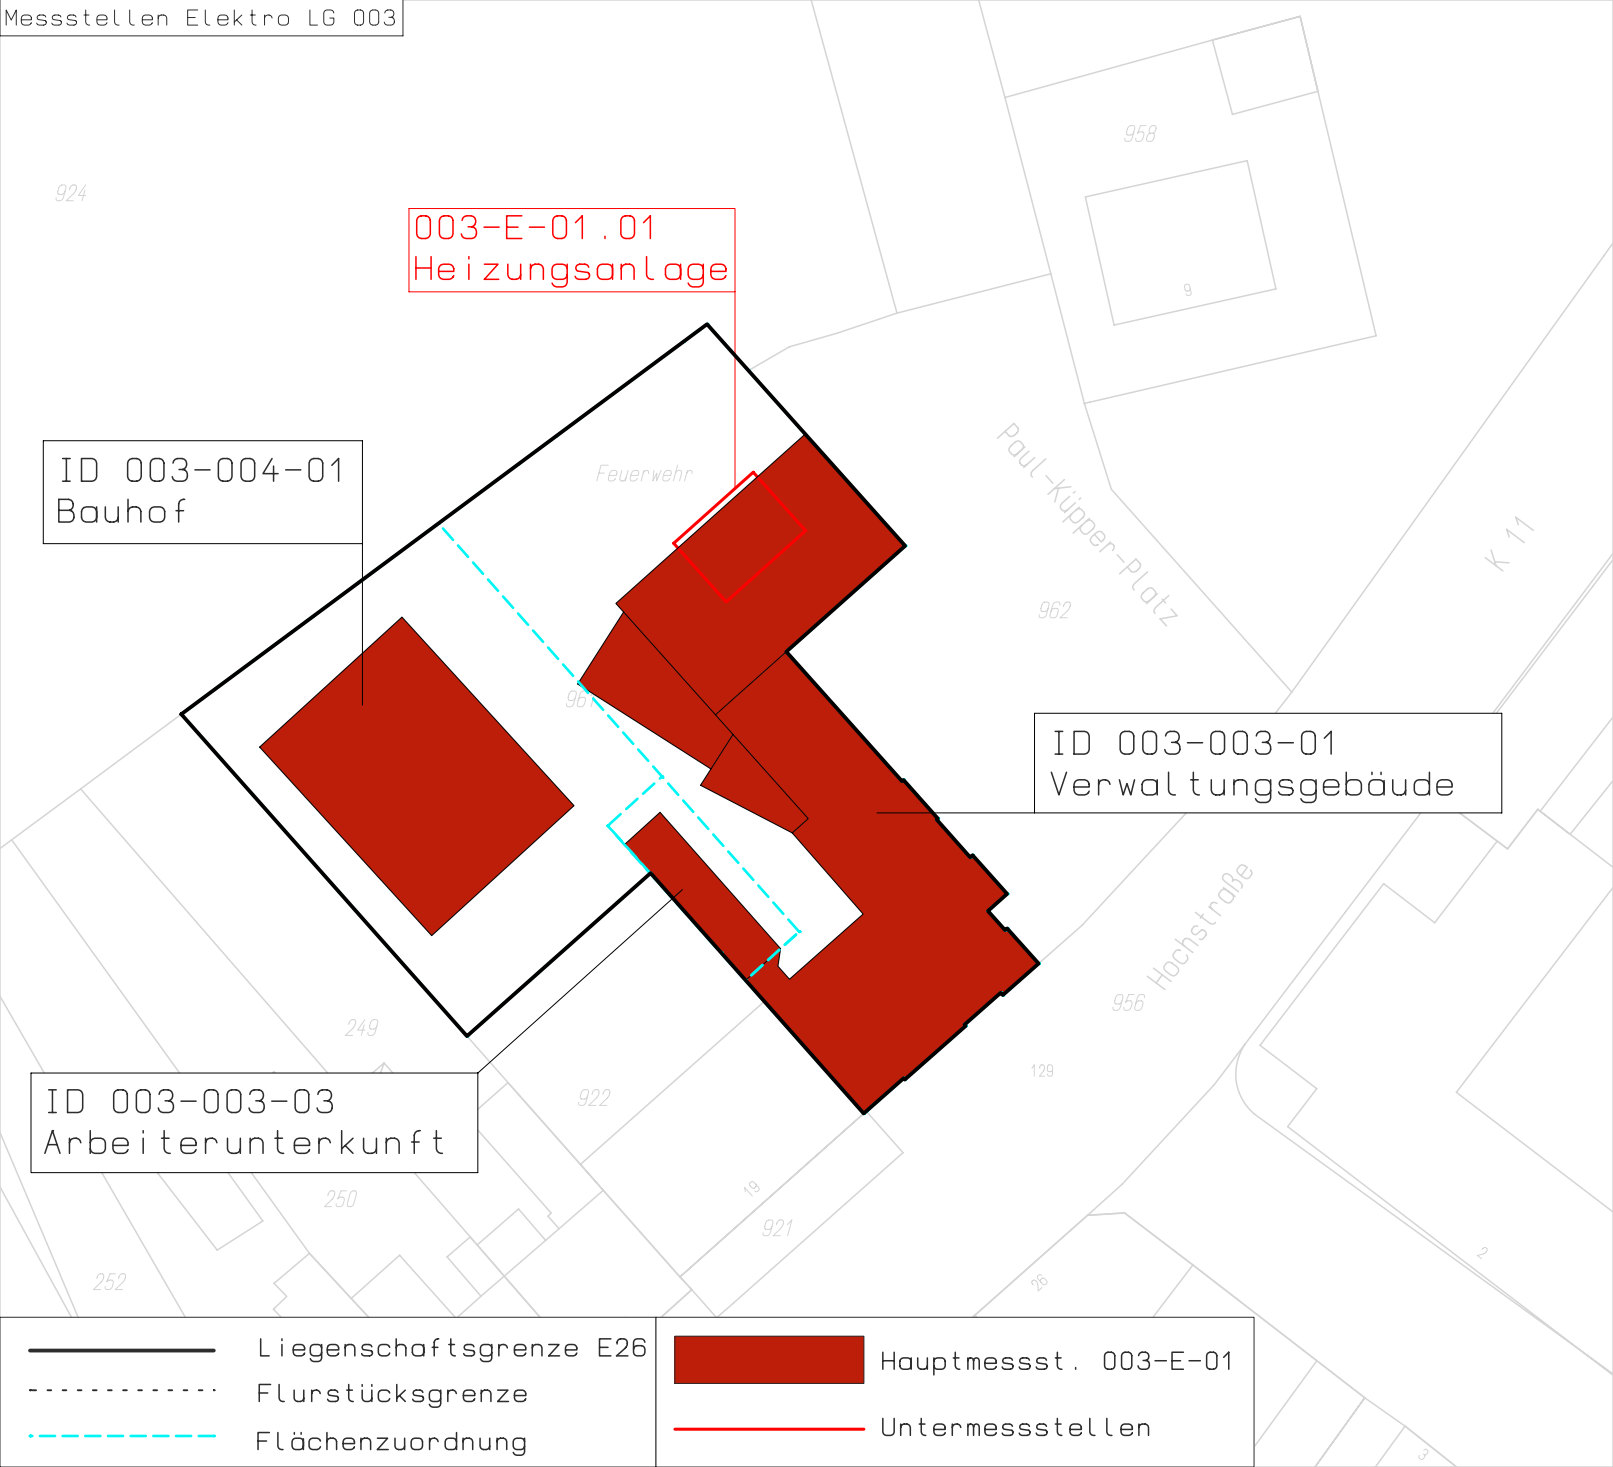 Messstellen Elektro LG 003
958
924
003-E-01.01
Heizungsanlage
9
ID 003-004-01
Bauhof
Feuerwehr
Paul-Küpper-Platz
K 11
962
ID 003-003-01
Verwaltungsgebäude
Hochstraße
956
249
129
922
ID 003-003-03
Arbeiterunterkunft
19
250
921
2
26
252
Liegenschaftsgrenze E26
Flurstücksgrenze
Flächenzuordnung
Hauptmessst. 003-E-01
Untermessstellen
3